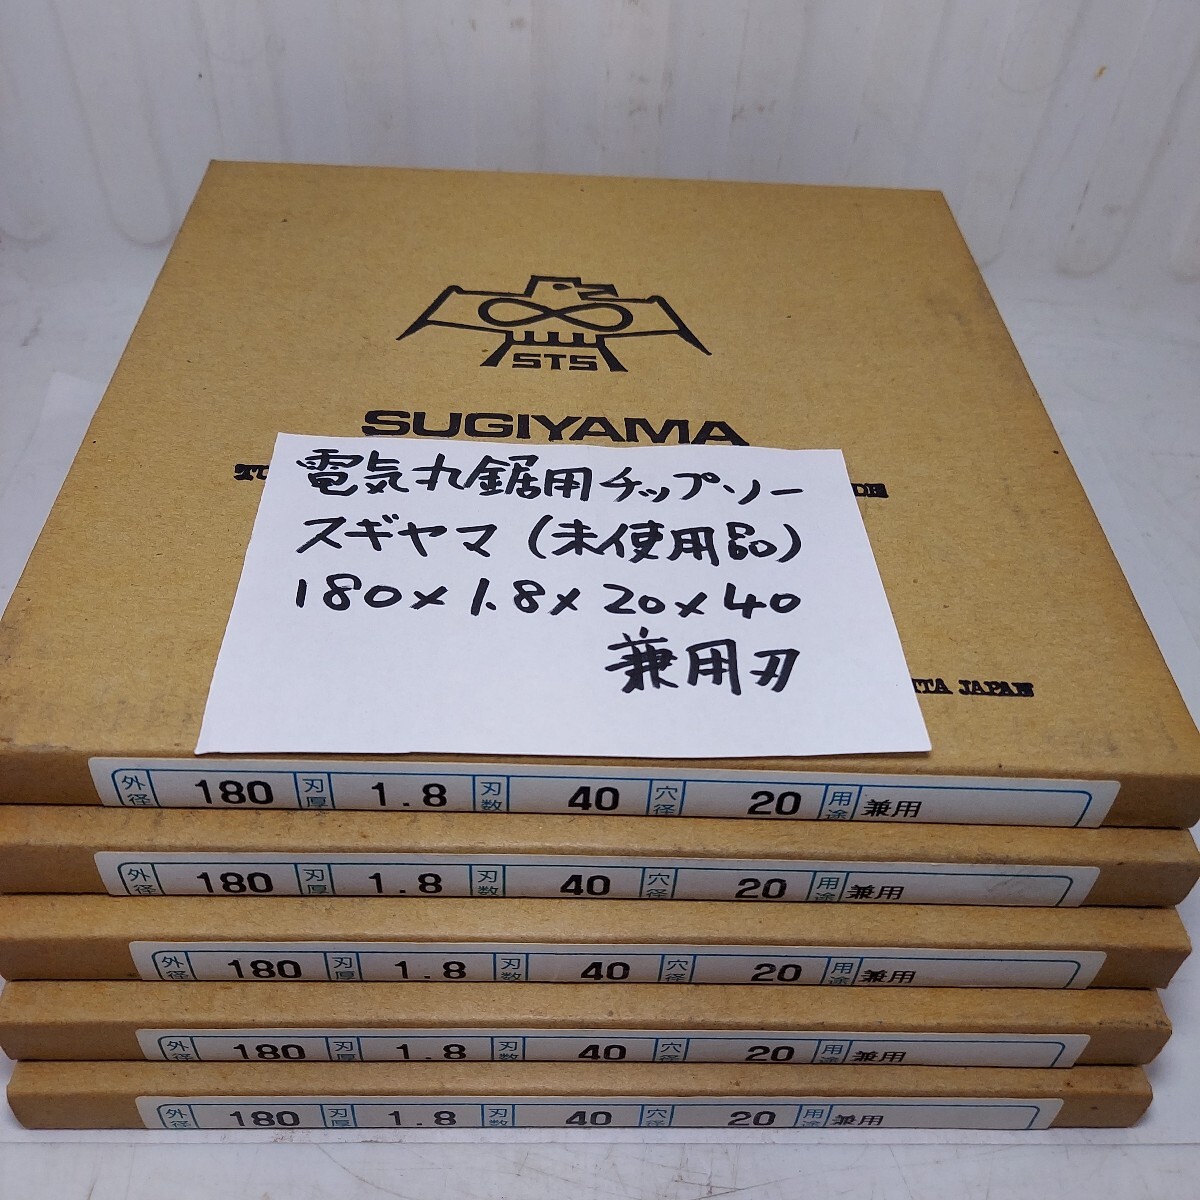 STS
SUGIYAMA
電気丸鋸用チップソー
スギヤマ(未使用品)
180×1.8×20×40
兼用刃
JAPAN
外径 180 刃厚 1.8 刃数 40 穴径 20 用途 兼用
外径 180 刃厚 1.8 刃数 40 穴径 20 用途 兼用
外径 180 刃厚 1.8 刃数 40 穴径 20 用途 兼用
外径 180 刃厚 1.8 刃数 40 穴径 20 用途 兼用
外径 180 刃厚 1.8 刃数 40 穴径 20 用途 兼用